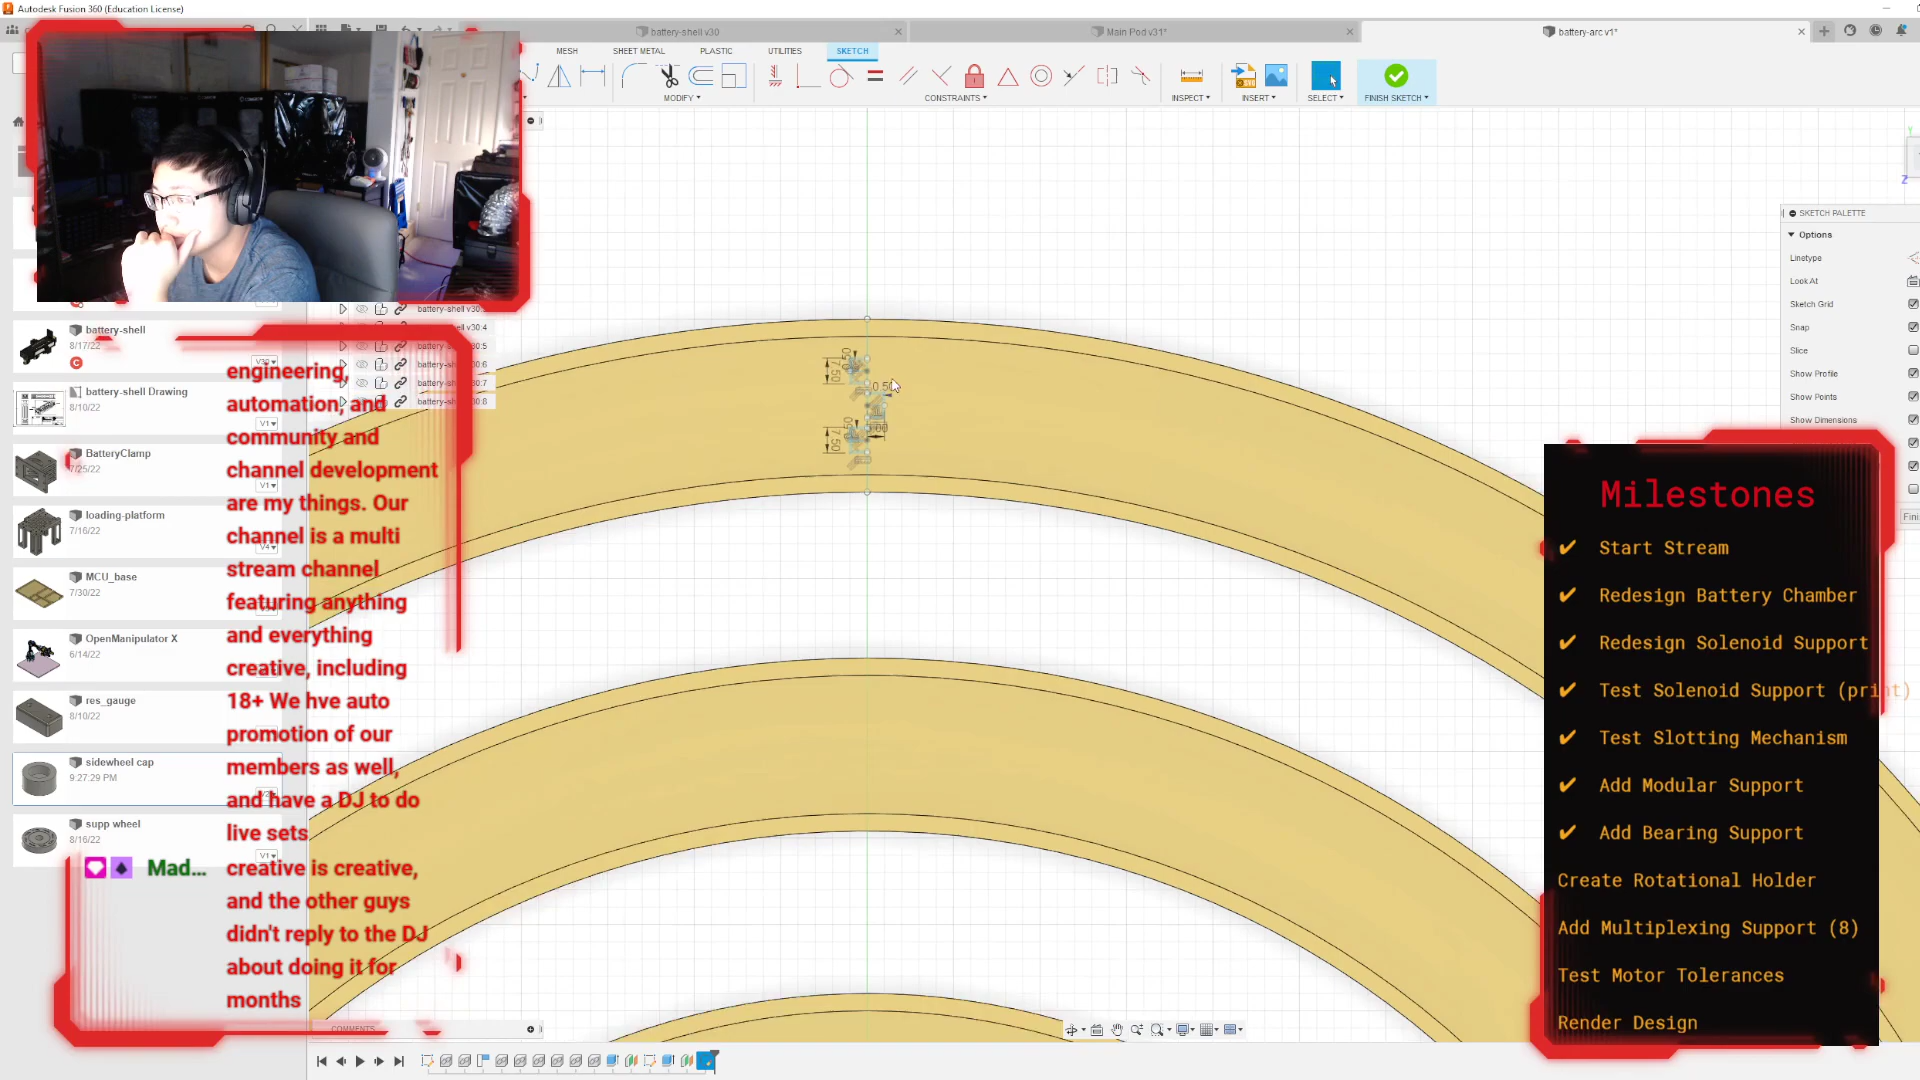 Autodesk Fusion 360 (Education License)
battery-shell v30
Main Pod v31*
battery-arc v1*
MESH
SHEET METAL
PLASTIC
UTILITIES
SKETCH
MODIFY
CONSTRAINTS
INSPECT
INSERT
SELECT
FINISH SKETCH
SKETCH PALETTE
Options
Linetype
Look At
Sketch Grid
Snap
Slice
Show Profile
Show Points
Show Dimensions
battery-shell
8/17/22
battery-shell Drawing
8/10/22
V1
BatteryClamp
7/25/22
V1
loading-platform
7/16/22
V4
MCU_base
7/30/22
OpenManipulator X
6/14/22
res_gauge
8/10/22
sidewheel cap
9:27:29 PM
supp wheel
8/16/22
V1
engineering,
automation, and
community and
channel development
are my things. Our
channel is a multi
stream channel
featuring anything
and everything
creative, including
18+ We hve auto
promotion of our
members as well,
and have a DJ to do
live sets
Mad... creative is creative,
and the other guys
didn't reply to the DJ
about doing it for
months
COMMENTS
7.50
7.50
Milestones
✔ Start Stream
✔ Redesign Battery Chamber
✔ Redesign Solenoid Support
✔ Test Solenoid Support (print)
✔ Test Slotting Mechanism
✔ Add Modular Support
✔ Add Bearing Support
Create Rotational Holder
Add Multiplexing Support (8)
Test Motor Tolerances
Render Design